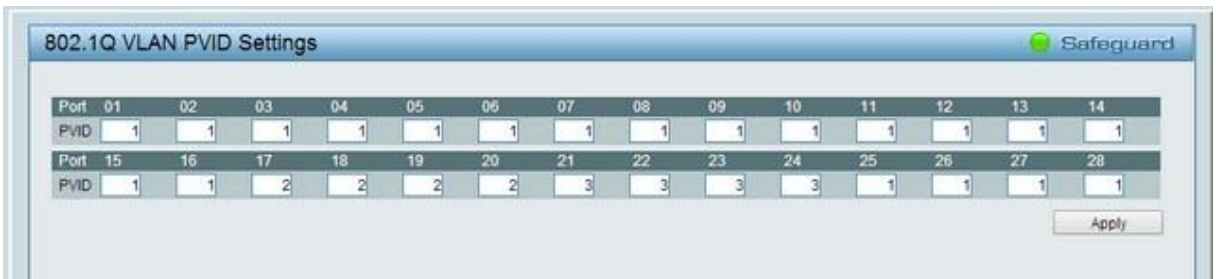 802.1Q VLAN PVID Settings Safeguard
Port 01 02 03 04 05 06 07 08 09 10 11 12 13 14
PVID 1 1 1 1 1 1 1 1 1 1 1 1 1 1
Port 15 16 17 18 19 20 21 22 23 24 25 26 27 28
PVID 1 1 2 2 2 2 3 3 3 3 1 1 1 1
Apply